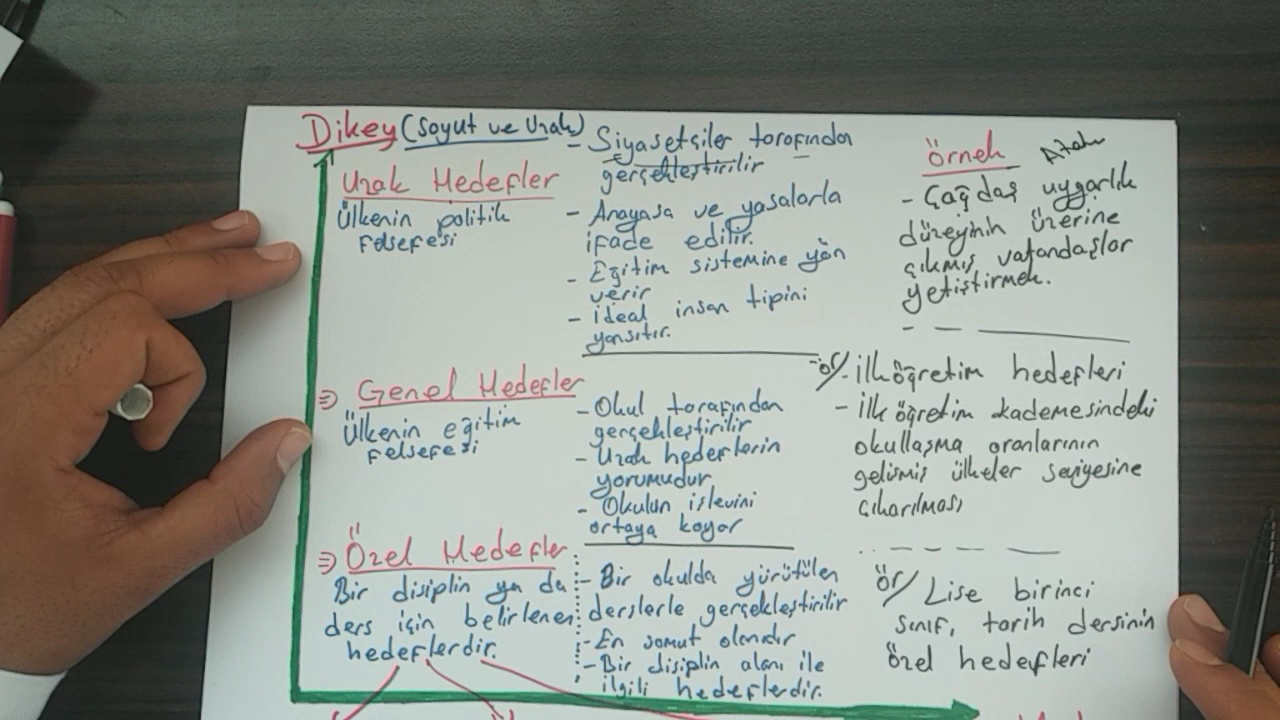 Dikey (Soyut ve Uzak)
Uzak Hedefler
Ülkenin politik
Felsefesi
- Siyasetçiler tarafından
gerçekleştirilir
- Anayasa ve yasalarla
ifade edilir.
- Eğitim sistemine yön
verir
- İdeal insan tipini
yansıtır.
Örnek
- Çağdaş uygarlık
düzeyinin üzerine
çıkmış vatandaşlar
yetiştirmek.
⇒ Genel Hedefler
Ülkenin eğitim
Felsefesi
- Okul tarafından
gerçekleştirilir
- Uzak hedeflerin
yorumudur
- Okulun işlevini
ortaya koyar
ör/ - İlköğretim hedefleri
- İlköğretim kademesindeki
okullaşma oranlarının
gelişmiş ülkeler seviyesine
çıkarılması
⇒ Özel Hedefler
Bir disiplin ya da
ders için belirlenen
hedeflerdir.
- Bir okulda yürütülen
derslerle gerçekleştirilir
- En somut olandır
- Bir disiplin alanı ile
ilgili hedeflerdir.
ör/ Lise birinci
sınıf, tarih dersinin
özel hedefleri